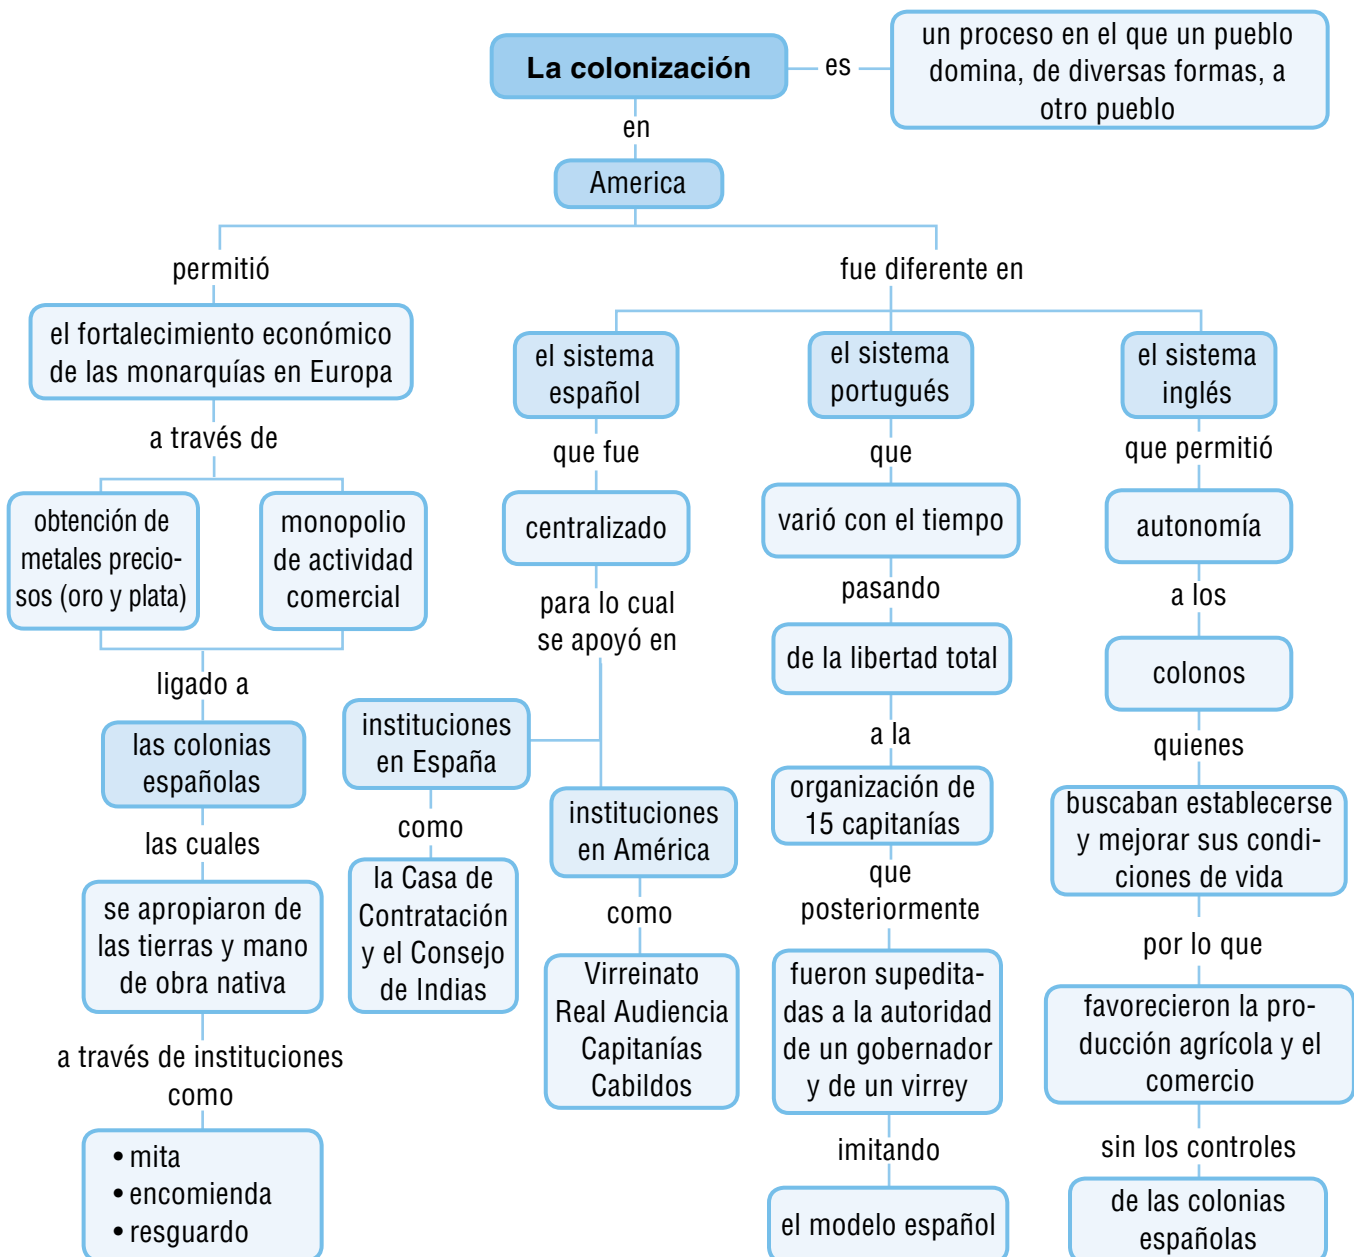 La colonización
es
un proceso en el que un pueblo
domina, de diversas formas, a
otro pueblo
en
America
permitió
el fortalecimiento económico
de las monarquías en Europa
a través de
obtención de
metales precio-
sos (oro y plata)
monopolio
de actividad
comercial
ligado a
las colonias
españolas
las cuales
se apropiaron de
las tierras y mano
de obra nativa
a través de instituciones
como
• mita
• encomienda
• resguardo
fue diferente en
el sistema
español
que fue
centralizado
para lo cual
se apoyó en
instituciones
en España
como
la Casa de
Contratación
y el Consejo
de Indias
instituciones
en América
como
Virreinato
Real Audiencia
Capitanías
Cabildos
el sistema
portugués
que
varió con el tiempo
pasando
de la libertad total
a la
organización de
15 capitanías
que
posteriormente
fueron supedita-
das a la autoridad
de un gobernador
y de un virrey
imitando
el modelo español
el sistema
inglés
que permitió
autonomía
a los
colonos
quienes
buscaban establecerse
y mejorar sus condi-
ciones de vida
por lo que
favorecieron la pro-
ducción agrícola y el
comercio
sin los controles
de las colonias
españolas